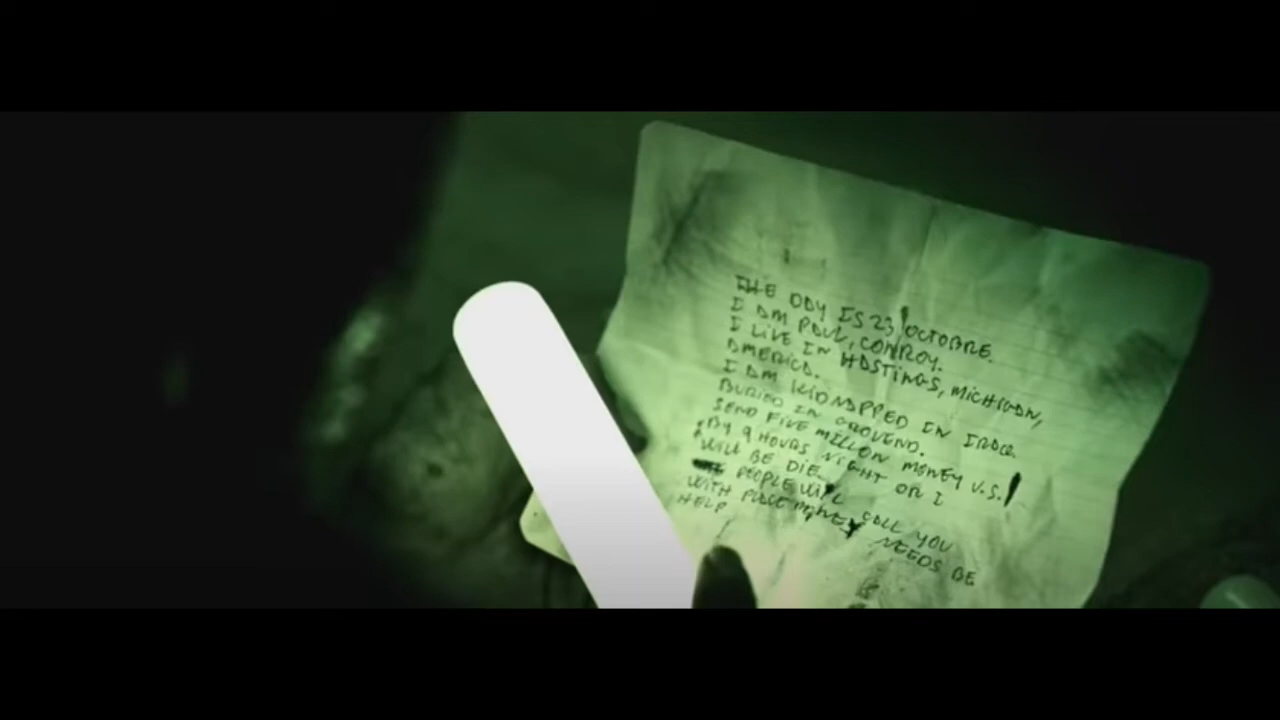 THE DAY IS 23 OCTOBRE.
I AM PAUL, CONROY.
I LIVE IN HASTINGS, MICHIGAN,
AMERICA.
I AM KIDNAPPED IN IRAQ.
BURIED IN GROVEND.
SEND FIVE MILLON MONEY U.S.
BY 9 HOURS NIGHT OR I
WILL BE DIE.
PEOPLE WILL CALL YOU
WITH PLACE MONEY NEEDS BE
HELP